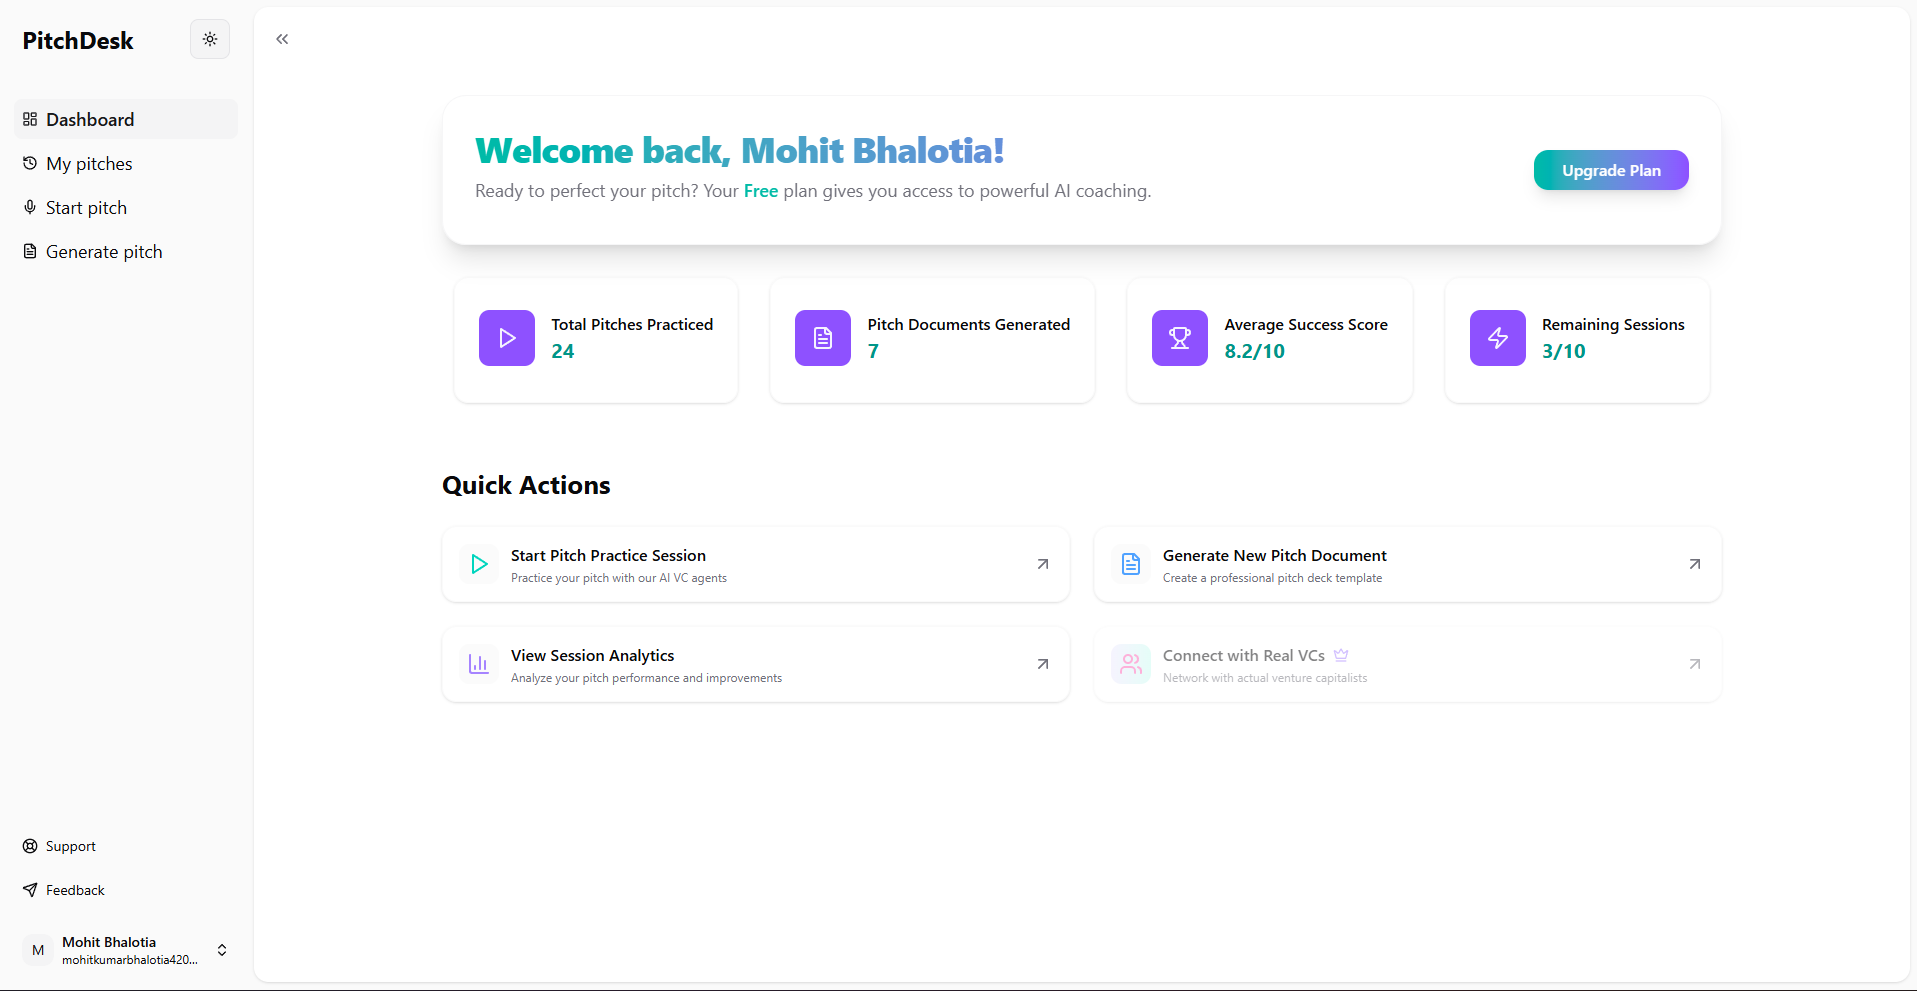 PitchDesk
Dashboard
My pitches
Start pitch
Generate pitch
Support
Feedback
M
Mohit Bhalotia
mohitkumarbhalotia420...
Welcome back, Mohit Bhalotia!
Ready to perfect your pitch? Your Free plan gives you access to powerful AI coaching.
Upgrade Plan
Total Pitches Practiced
24
Pitch Documents Generated
7
Average Success Score
8.2/10
Remaining Sessions
3/10
Quick Actions
Start Pitch Practice Session
Practice your pitch with our AI VC agents
Generate New Pitch Document
Create a professional pitch deck template
View Session Analytics
Analyze your pitch performance and improvements
Connect with Real VCs
Network with actual venture capitalists